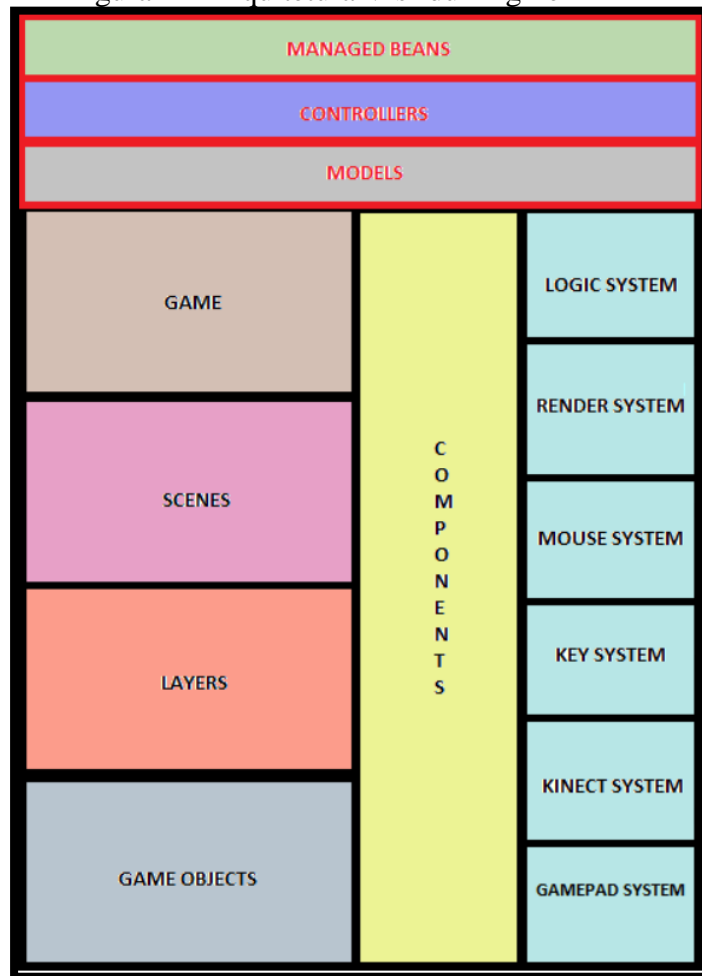 MANAGED BEANS
CONTROLLERS
MODELS
GAME
SCENES
LAYERS
GAME OBJECTS
COMPONENTS
LOGIC SYSTEM
RENDER SYSTEM
MOUSE SYSTEM
KEY SYSTEM
KINECT SYSTEM
GAMEPAD SYSTEM